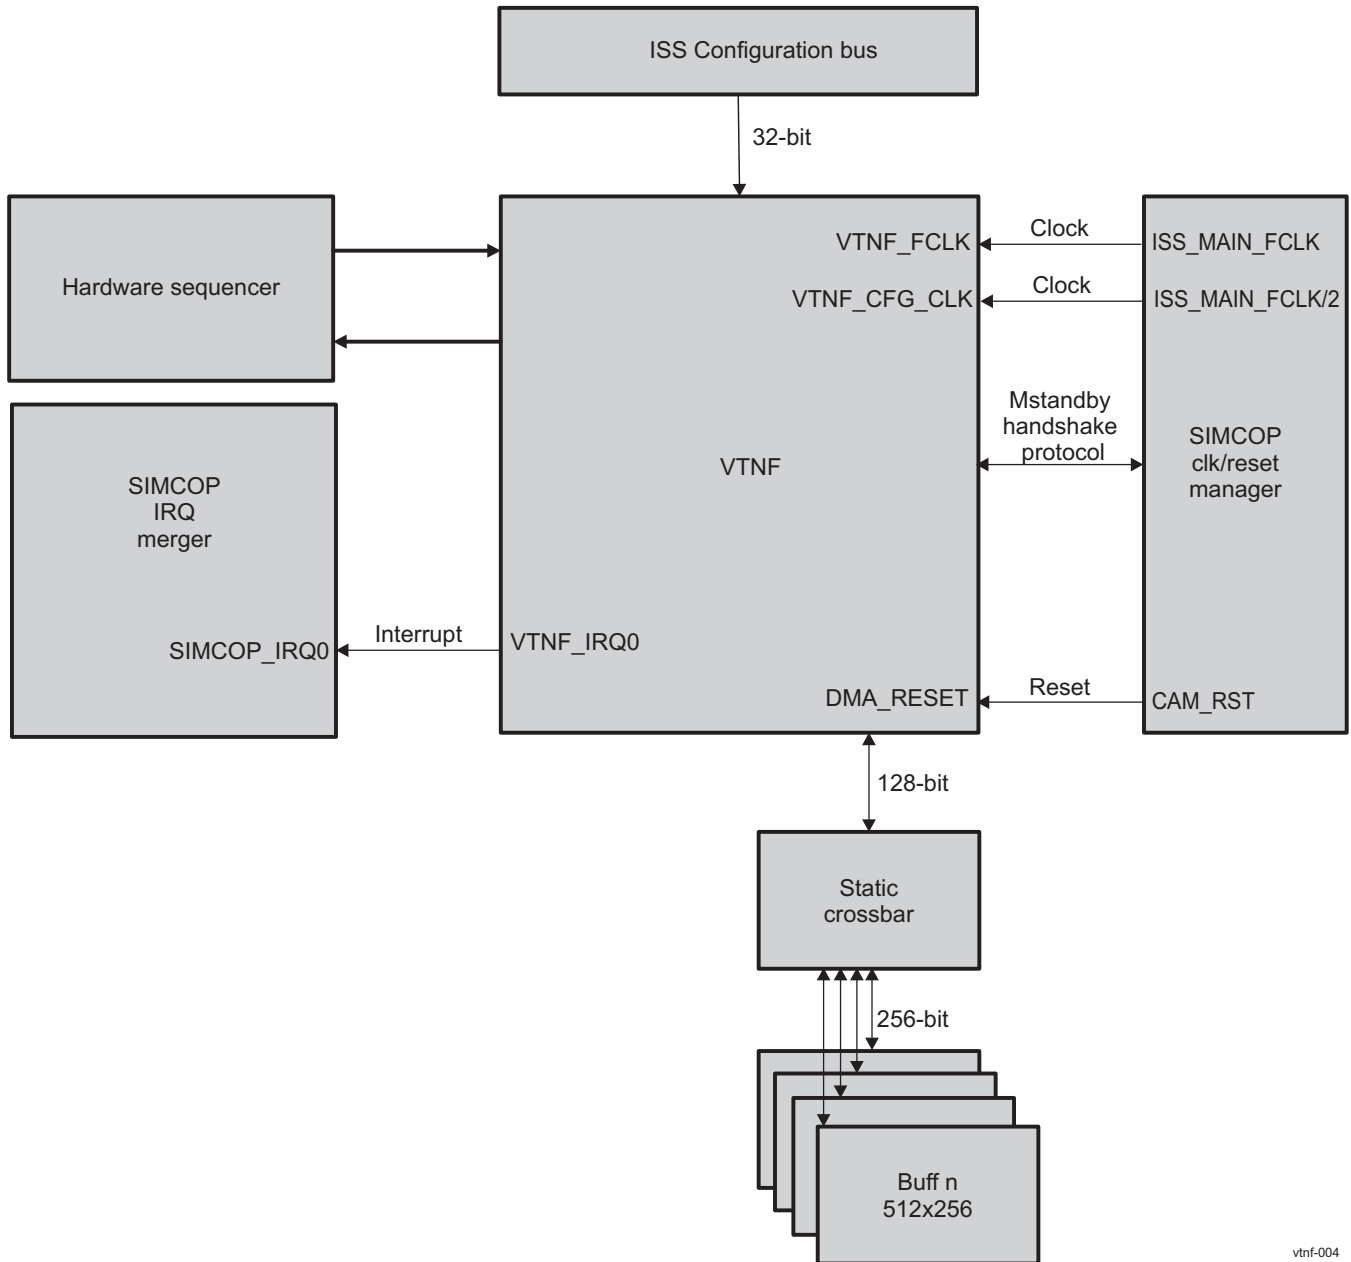 ISS Configuration bus
32-bit
Hardware sequencer
VTNF_FCLK
Clock
ISS_MAIN_FCLK
VTNF_CFG_CLK
Clock
ISS_MAIN_FCLK/2
Mstandby
handshake
protocol
VTNF
SIMCOP
clk/reset
manager
SIMCOP
IRQ
merger
SIMCOP_IRQ0
Interrupt
VTNF_IRQ0
DMA_RESET
Reset
CAM_RST
128-bit
Static
crossbar
256-bit
Buff n
512x256
vtnf-004